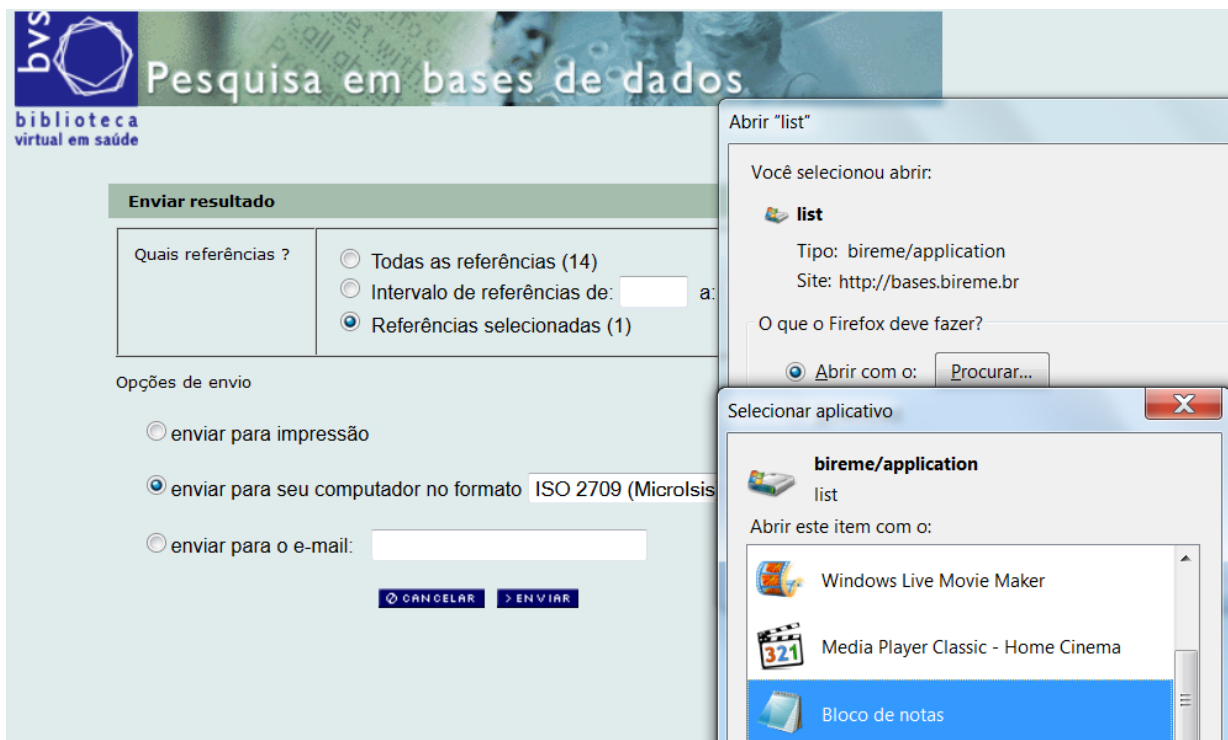 bvs
Pesquisa em bases de dados
biblioteca
virtual em saúde
Enviar resultado
Quais referências ?
Todas as referências (14)
Intervalo de referências de:
a:
Referências selecionadas (1)
Opções de envio
enviar para impressão
enviar para seu computador no formato ISO 2709 (MicroIsis
enviar para o e-mail:
CANCELAR
ENVIAR
Abrir "list"
Você selecionou abrir:
list
Tipo: bireme/application
Site: http://bases.bireme.br
O que o Firefox deve fazer?
Abrir com o:
Procurar...
Selecionar aplicativo
bireme/application
list
Abrir este item com o:
Windows Live Movie Maker
321
Media Player Classic - Home Cinema
Bloco de notas